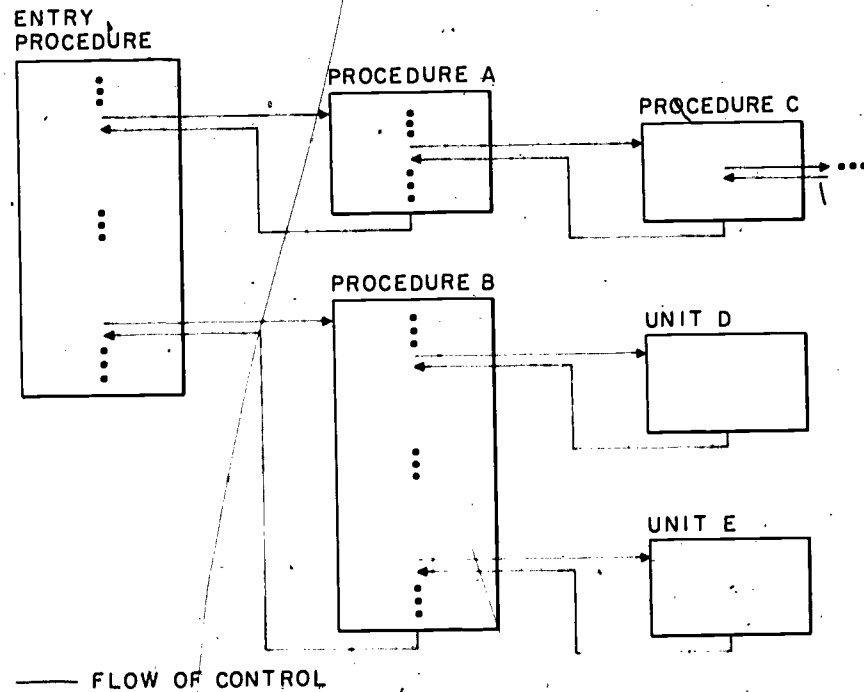 ENTRY
PROCEDURE
PROCEDURE A
PROCEDURE C
PROCEDURE B
UNIT D
UNIT E
FLOW OF CONTROL